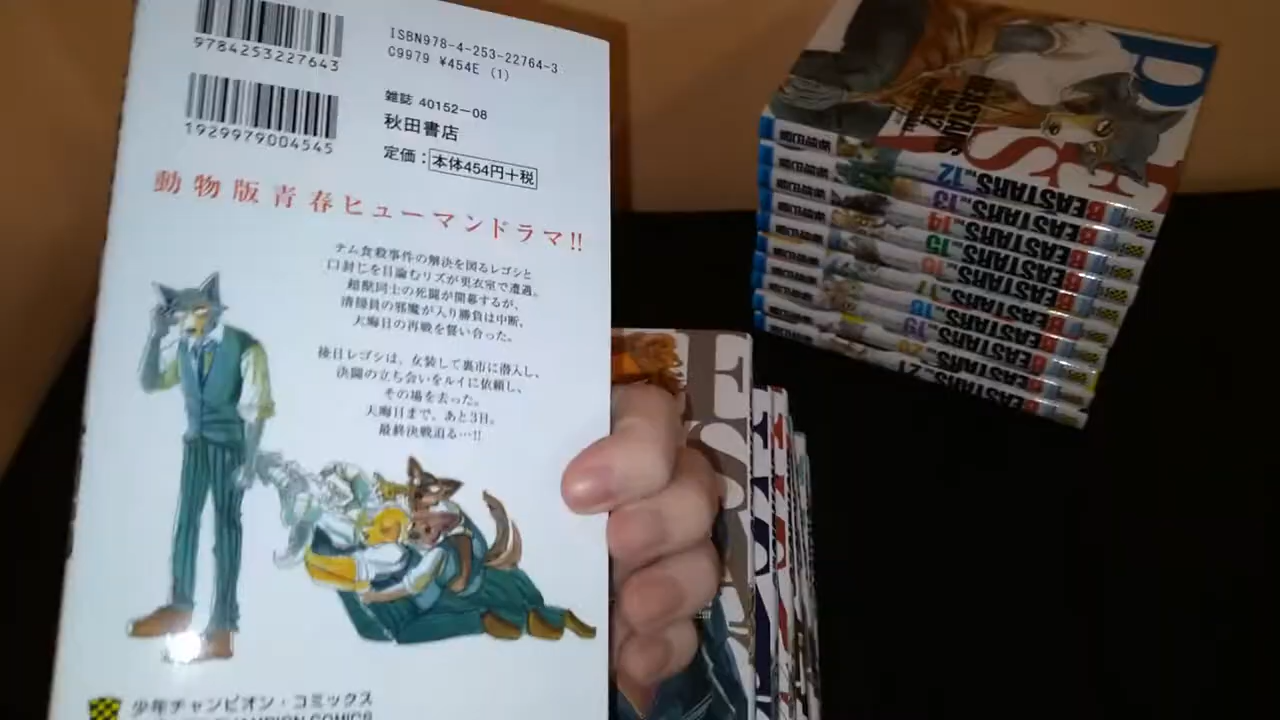 9784253227643
ISBN978-4-253-22764-3
C9979 ¥454E (1)
1929979004545
雑誌 40152-08
秋田書店
定価：本体454円+税
動物版青春ヒューマンドラマ!!
テム食殺事件の解決を図るレゴシと
口封じを目論むリズが更衣室で遭遇。
超獣同士の死闘が開幕するが、
清掃員の邪魔が入り勝負は中断、
大晦日の再戦を誓い合った。
後日レゴシは、女装して裏市に潜入し、
決闘の立ち会いをルイに依頼し、
その場を去った。
大晦日まで、あと3日。
最終決戦迫る…!!
少年チャンピオン・コミックス
CHAMPION COMICS
BEASTARS
VOL.12
BEASTARS 12
BEASTARS 13
BEASTARS 14
BEASTARS 15
BEASTARS 16
BEASTARS 17
BEASTARS 18
BEASTARS 19
BEASTARS 20
BEASTARS 21